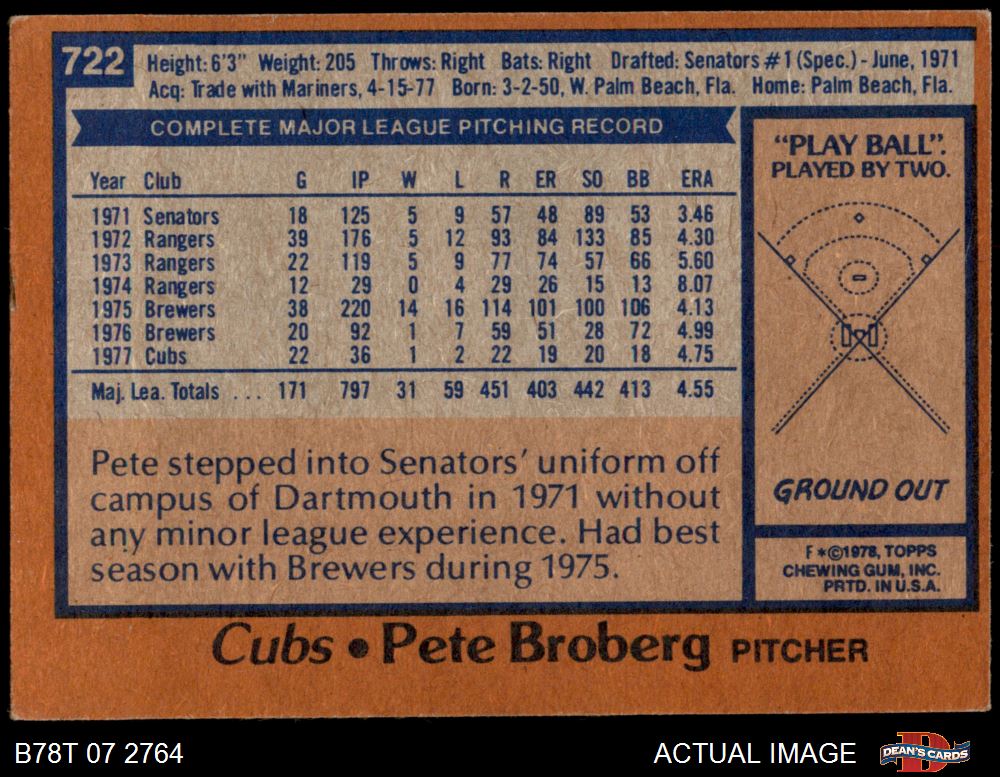 722
Height: 6'3" Weight: 205 Throws: Right Bats: Right Drafted: Senators #1 (Spec.) - June, 1971
Acq: Trade with Mariners, 4-15-77 Born: 3-2-50, W. Palm Beach, Fla. Home: Palm Beach, Fla.
COMPLETE MAJOR LEAGUE PITCHING RECORD
Year Club G IP W L R ER SO BB ERA
1971 Senators 18 125 5 9 57 48 89 53 3.46
1972 Rangers 39 176 5 12 93 84 133 85 4.30
1973 Rangers 22 119 5 9 77 74 57 66 5.60
1974 Rangers 12 29 0 4 29 26 15 13 8.07
1975 Brewers 38 220 14 16 114 101 100 106 4.13
1976 Brewers 20 92 1 7 59 51 28 72 4.99
1977 Cubs 22 36 1 2 22 19 20 18 4.75
Maj. Lea. Totals . . . 171 797 31 59 451 403 442 413 4.55
Pete stepped into Senators' uniform off
campus of Dartmouth in 1971 without
any minor league experience. Had best
season with Brewers during 1975.
"PLAY BALL".
PLAYED BY TWO.
GROUND OUT
F *©1978, TOPPS
CHEWING GUM, INC.
PRTD. IN U.S.A.
Cubs • Pete Broberg PITCHER
B78T 07 2764
ACTUAL IMAGE
DEAN'S CARDS